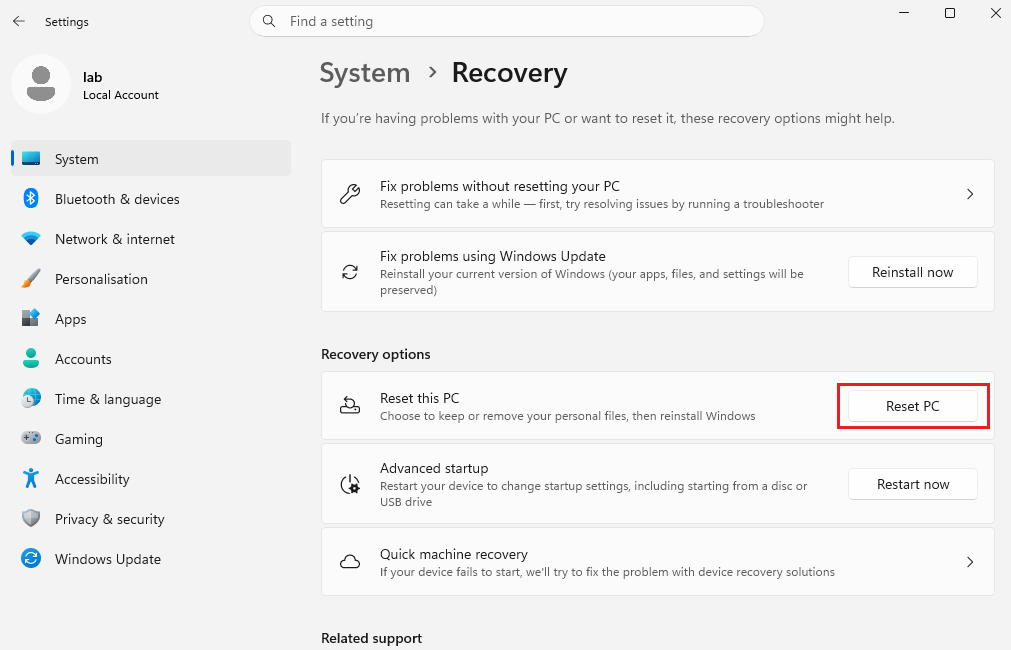 Settings
Find a setting
lab
Local Account
System
Bluetooth & devices
Network & internet
Personalisation
Apps
Accounts
Time & language
Gaming
Accessibility
Privacy & security
Windows Update
System › Recovery
If you’re having problems with your PC or want to reset it, these recovery options might help.
Fix problems without resetting your PC
Resetting can take a while — first, try resolving issues by running a troubleshooter
Fix problems using Windows Update
Reinstall your current version of Windows (your apps, files, and settings will be
preserved)
Reinstall now
Recovery options
Reset this PC
Choose to keep or remove your personal files, then reinstall Windows
Reset PC
Advanced startup
Restart your device to change startup settings, including starting from a disc or
USB drive
Restart now
Quick machine recovery
If your device fails to start, we'll try to fix the problem with device recovery solutions
Related support